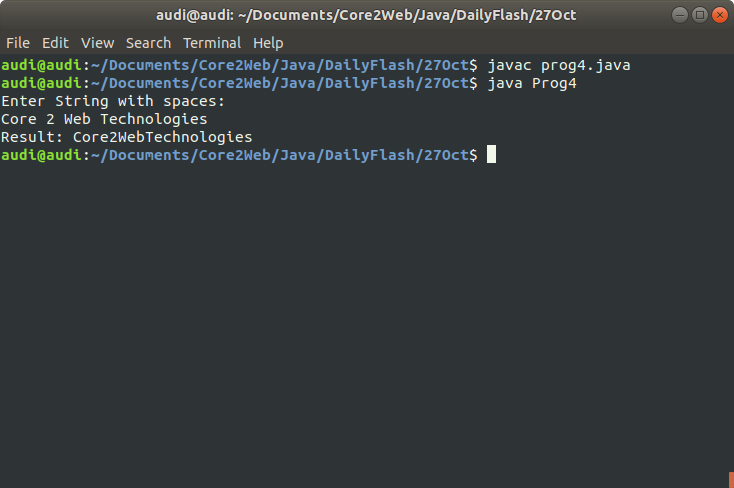 audi@audi: ~/Documents/Core2Web/Java/DailyFlash/27Oct
File Edit View Search Terminal Help
audi@audi:~/Documents/Core2Web/Java/DailyFlash/27Oct$ javac prog4.java
audi@audi:~/Documents/Core2Web/Java/DailyFlash/27Oct$ java Prog4
Enter String with spaces:
Core 2 Web Technologies
Result: Core2WebTechnologies
audi@audi:~/Documents/Core2Web/Java/DailyFlash/27Oct$